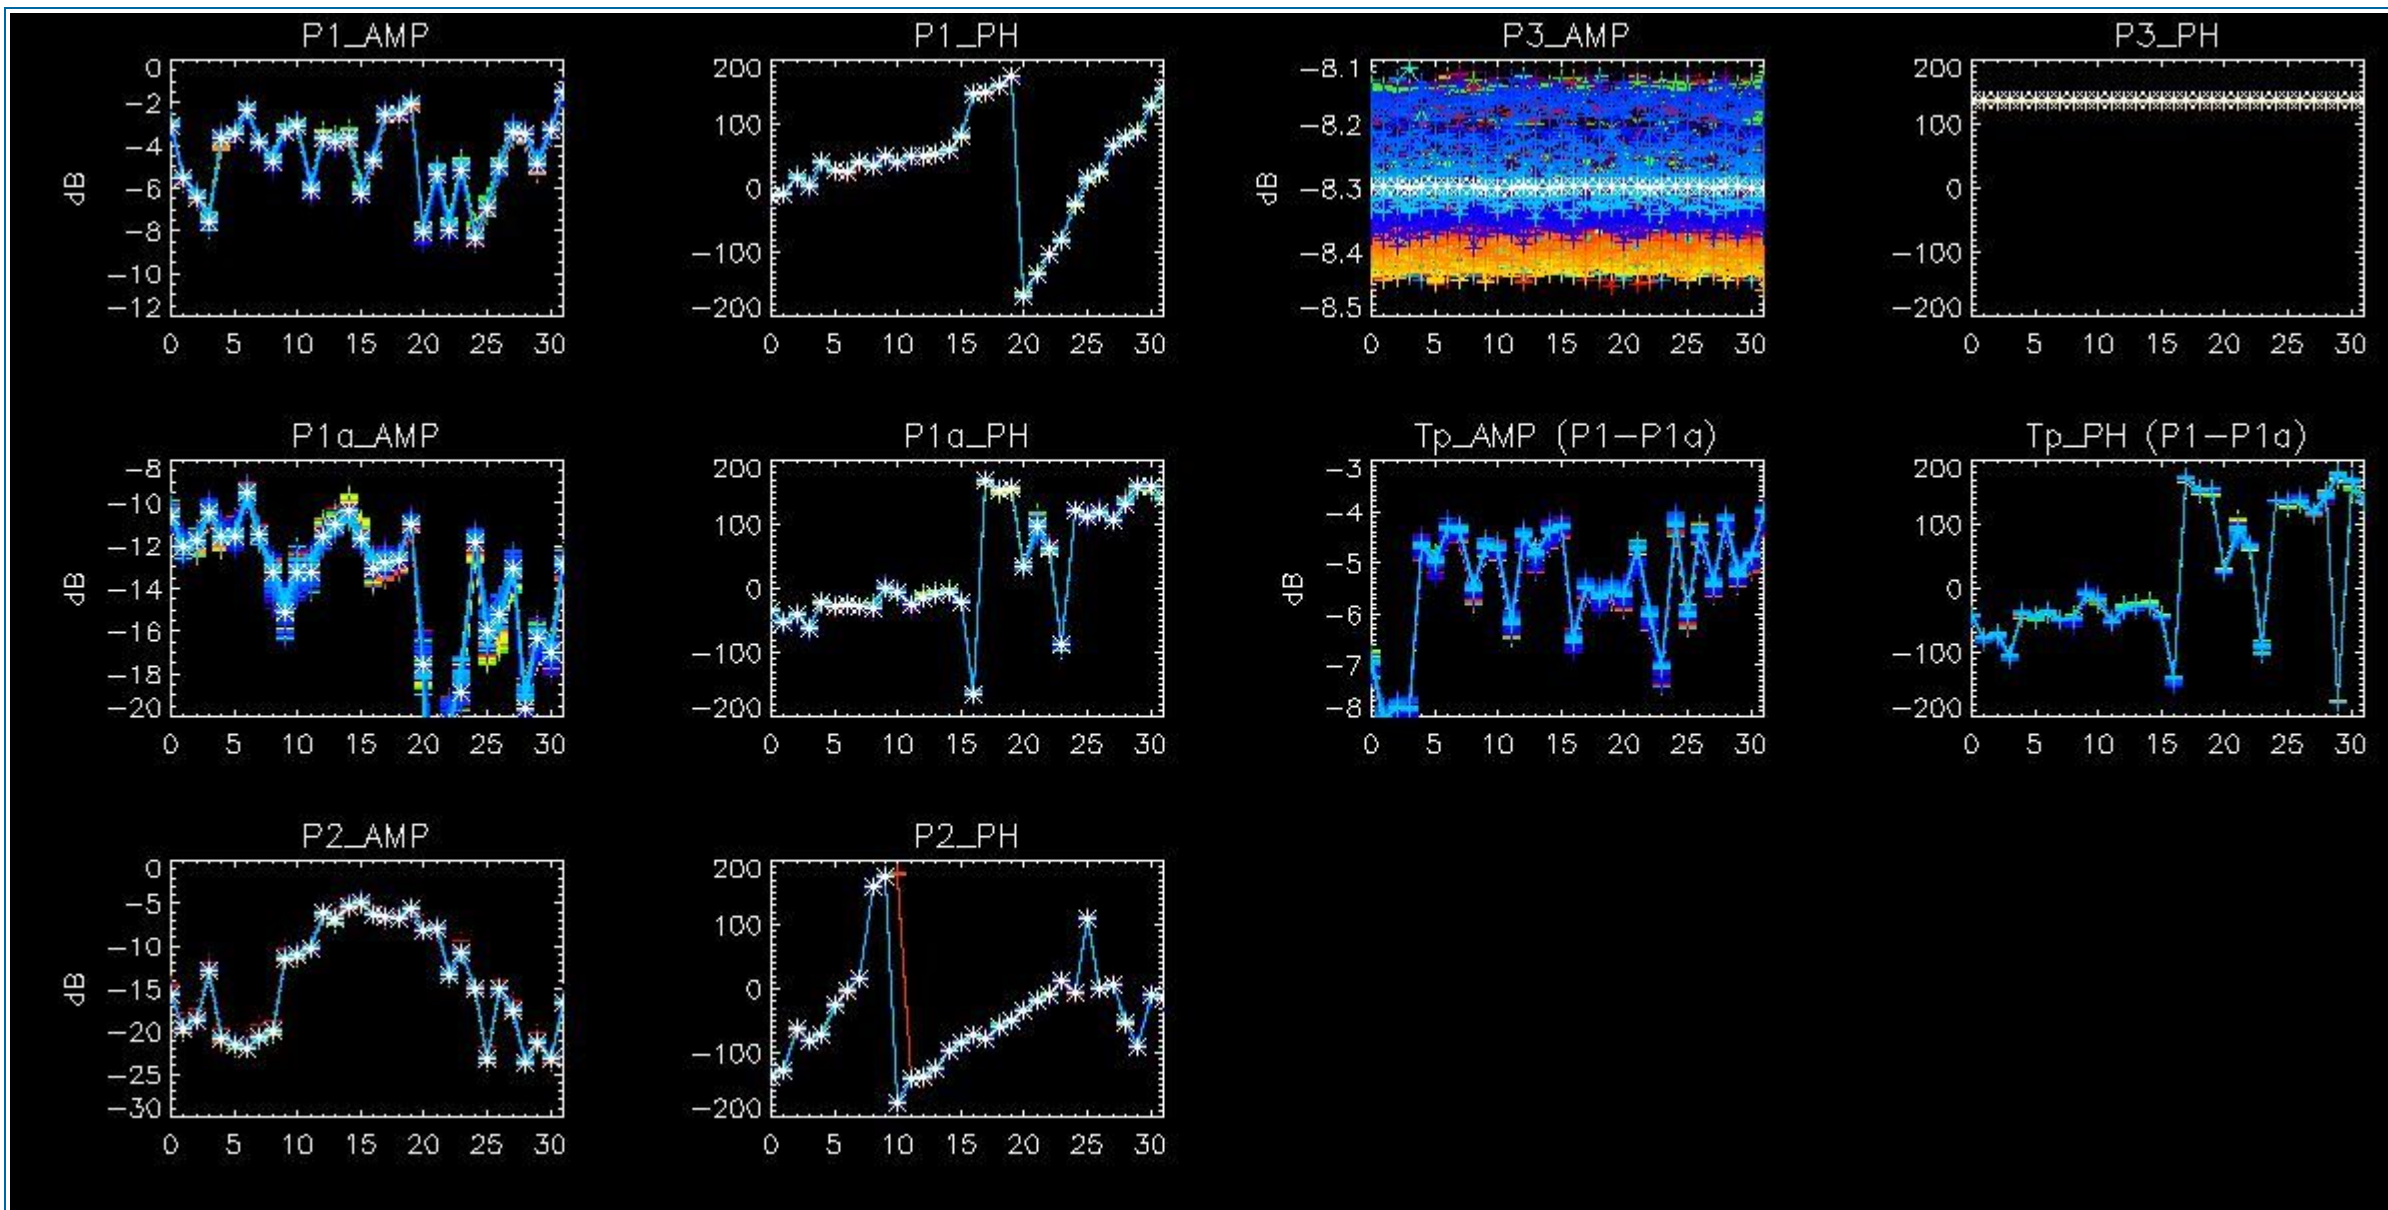 P1_AMP P1_PH P3_AMP P3_PH
0 200 −8.1 200
−2
−4 100 −8.2 100
dB −6 0 dB −8.3 0
−8
−10 −100 −8.4 −100
−12 −200 −8.5 −200
0 5 10 15 20 25 30 0 5 10 15 20 25 30 0 5 10 15 20 25 30 0 5 10 15 20 25 30
P1a_AMP P1a_PH Tp_AMP (P1−P1a) Tp_PH (P1−P1a)
−8 200 −3 200
−10 100 −4 100
−12
dB −14 0 dB −5 0
−16 −6
−18 −100 −7 −100
−20 −200 −8 −200
0 5 10 15 20 25 30 0 5 10 15 20 25 30 0 5 10 15 20 25 30 0 5 10 15 20 25 30
P2_AMP P2_PH
0 200
−5 100
−10
dB −15 0
−20 −100
−25
−30 −200
0 5 10 15 20 25 30 0 5 10 15 20 25 30